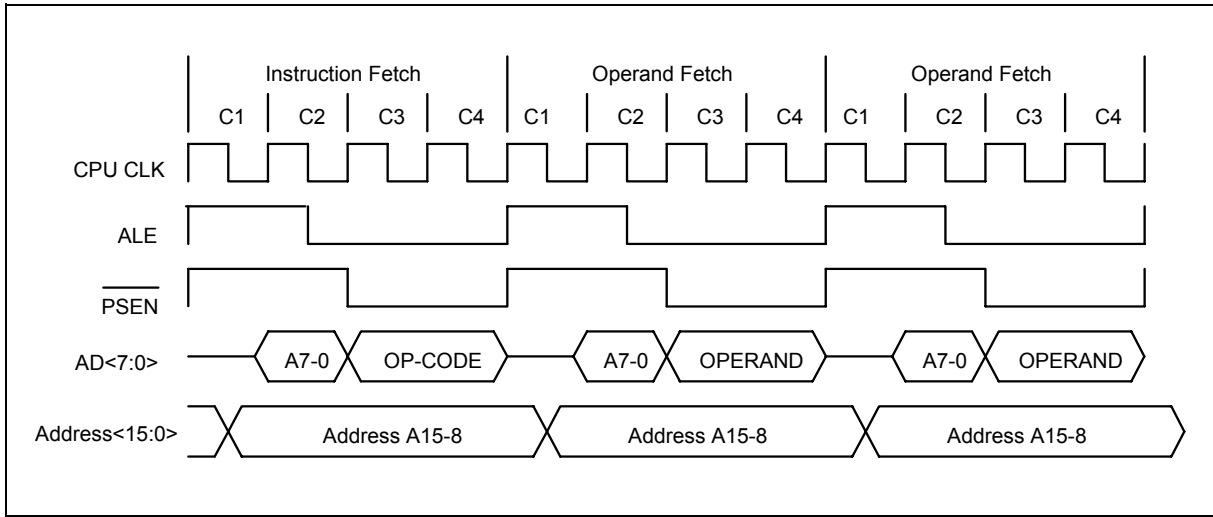 Instruction Fetch Operand Fetch Operand Fetch
C1 C2 C3 C4 C1 C2 C3 C4 C1 C2 C3 C4
CPU CLK
ALE
PSEN
AD<7:0> A7-0 OP-CODE A7-0 OPERAND A7-0 OPERAND
Address<15:0> Address A15-8 Address A15-8 Address A15-8